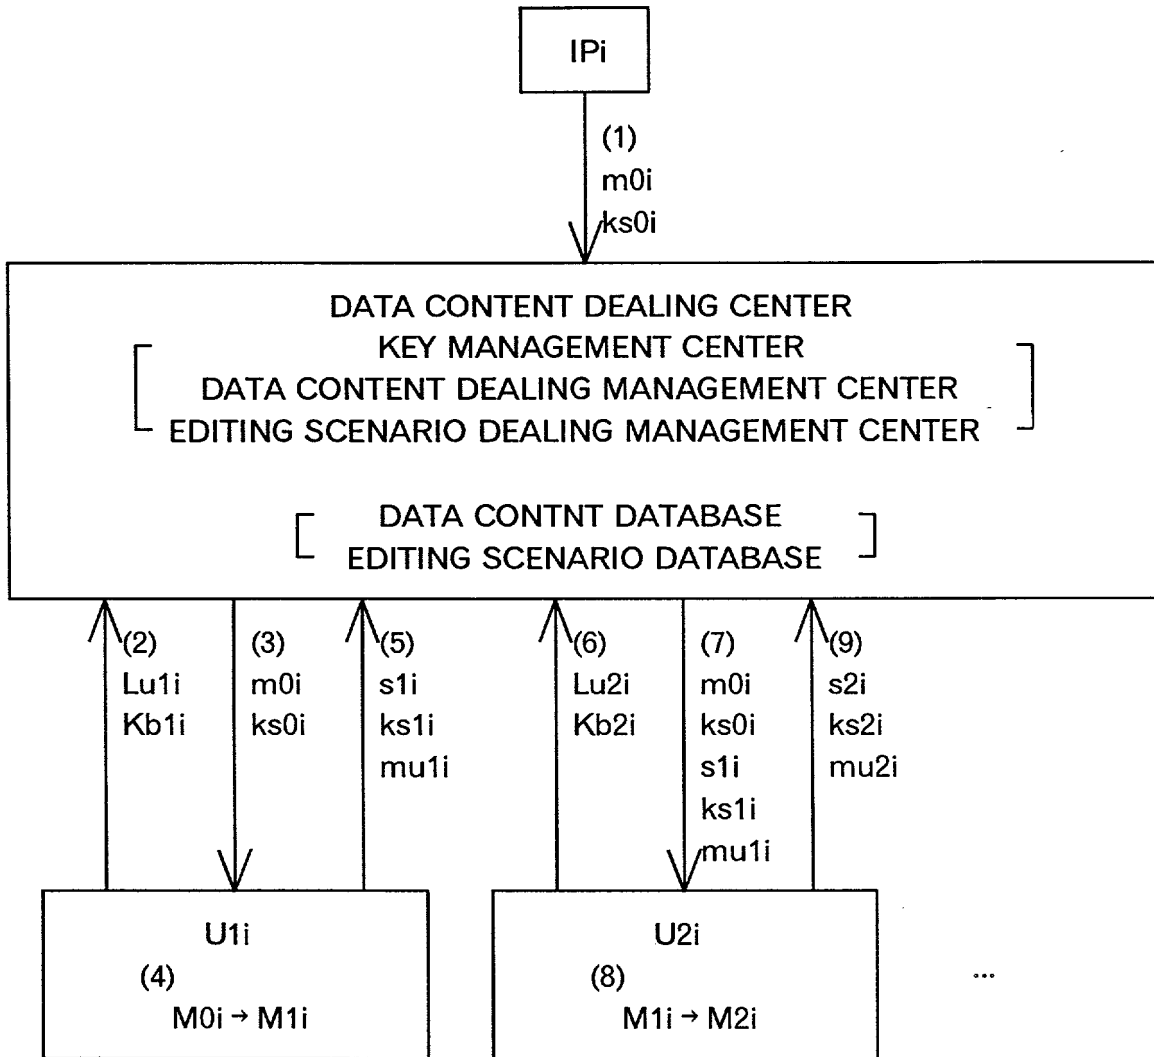 IPi
(1)
m0i
ks0i
DATA CONTENT DEALING CENTER
KEY MANAGEMENT CENTER
DATA CONTENT DEALING MANAGEMENT CENTER
EDITING SCENARIO DEALING MANAGEMENT CENTER
DATA CONTNT DATABASE
EDITING SCENARIO DATABASE
(2)
Lu1i
Kb1i
(3)
m0i
ks0i
(5)
s1i
ks1i
mu1i
(6)
Lu2i
Kb2i
(7)
m0i
ks0i
s1i
ks1i
mu1i
(9)
s2i
ks2i
mu2i
U1i
(4)
M0i → M1i
U2i
(8)
M1i → M2i
...